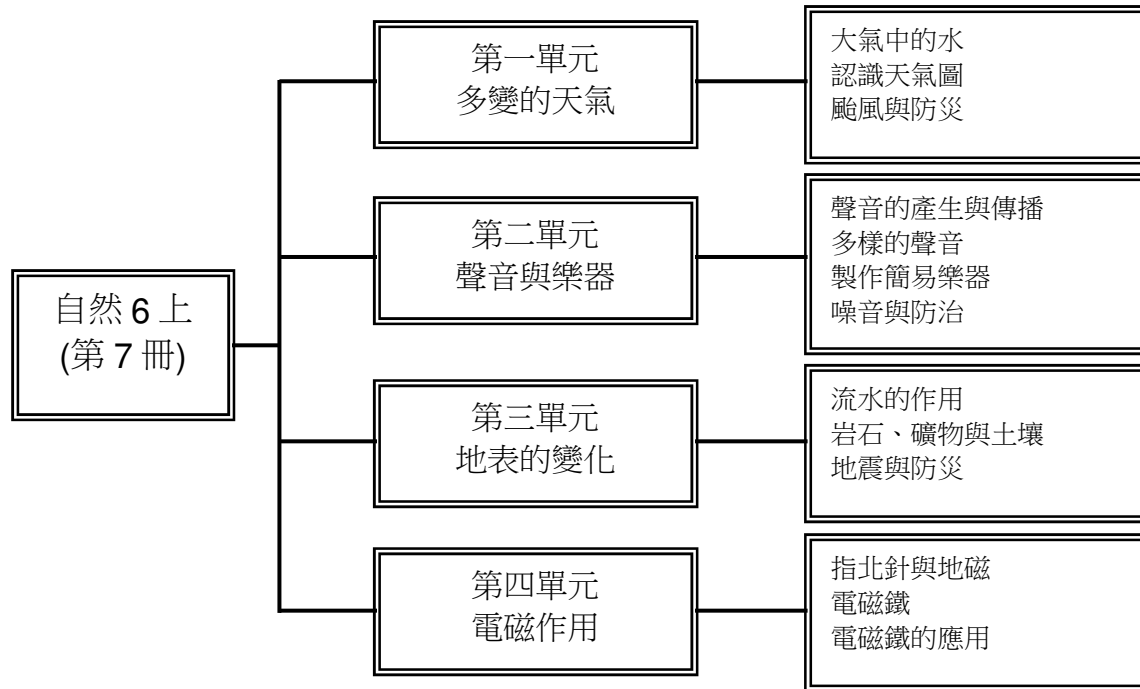 自然 6 上
(第 7 冊)
第一單元
多變的天氣
大氣中的水
認識天氣圖
颱風與防災
第二單元
聲音與樂器
聲音的產生與傳播
多樣的聲音
製作簡易樂器
噪音與防治
第三單元
地表的變化
流水的作用
岩石、礦物與土壤
地震與防災
第四單元
電磁作用
指北針與地磁
電磁鐵
電磁鐵的應用